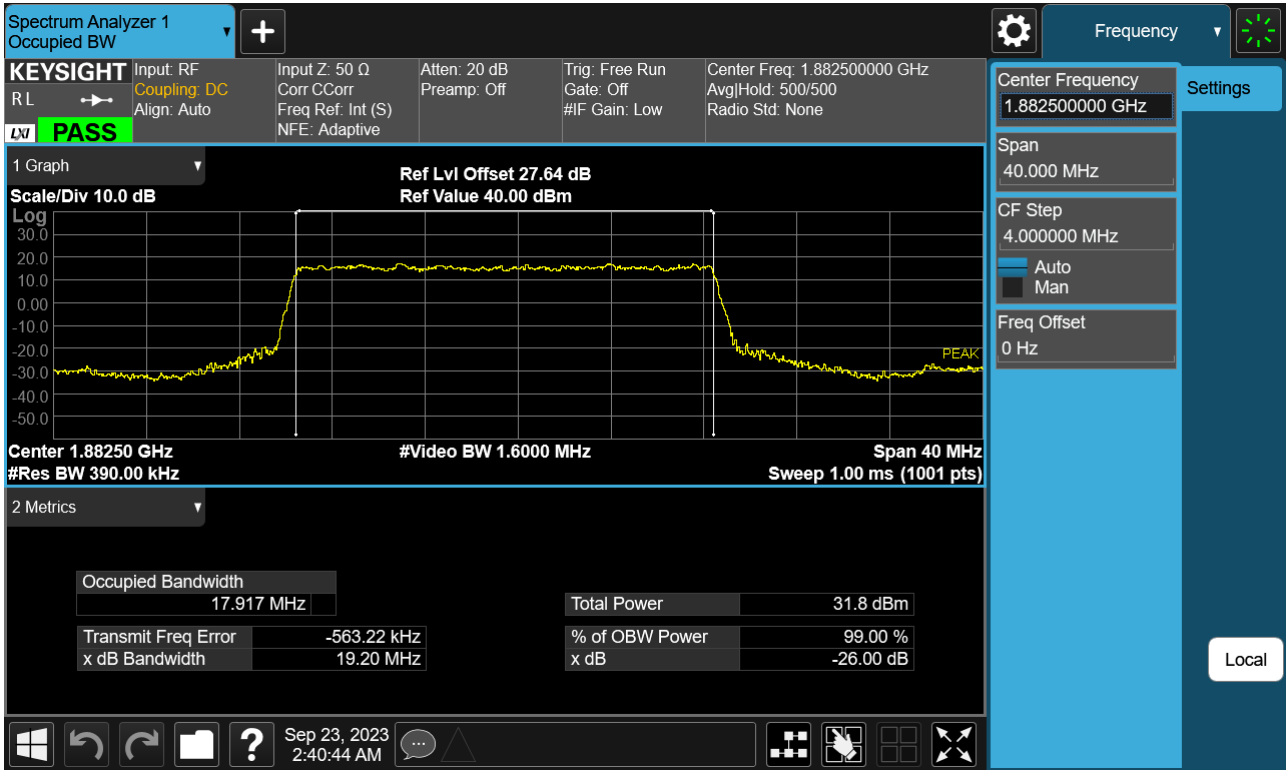 Spectrum Analyzer 1
Occupied BW
Frequency
KEYSIGHT
R L
LXI
PASS
Input: RF
Coupling: DC
Align: Auto
Input Z: 50 Ω
Corr CCorr
Freq Ref: Int (S)
NFE: Adaptive
Atten: 20 dB
Preamp: Off
Trig: Free Run
Gate: Off
#IF Gain: Low
Center Freq: 1.882500000 GHz
Avg|Hold: 500/500
Radio Std: None
Center Frequency
1.882500000 GHz
Settings
Span
40.000 MHz
CF Step
4.000000 MHz
Auto
Man
Freq Offset
0 Hz
Local
1 Graph
Scale/Div 10.0 dB
Ref Lvl Offset 27.64 dB
Ref Value 40.00 dBm
Log
30.0
20.0
10.0
0.00
-10.0
-20.0
-30.0
-40.0
-50.0
PEAK
Center 1.88250 GHz
#Video BW 1.6000 MHz
Span 40 MHz
#Res BW 390.00 kHz
Sweep 1.00 ms (1001 pts)
2 Metrics
Occupied Bandwidth
17.917 MHz
Total Power 31.8 dBm
Transmit Freq Error -563.22 kHz
% of OBW Power 99.00 %
x dB Bandwidth 19.20 MHz
x dB -26.00 dB
?
Sep 23, 2023
2:40:44 AM